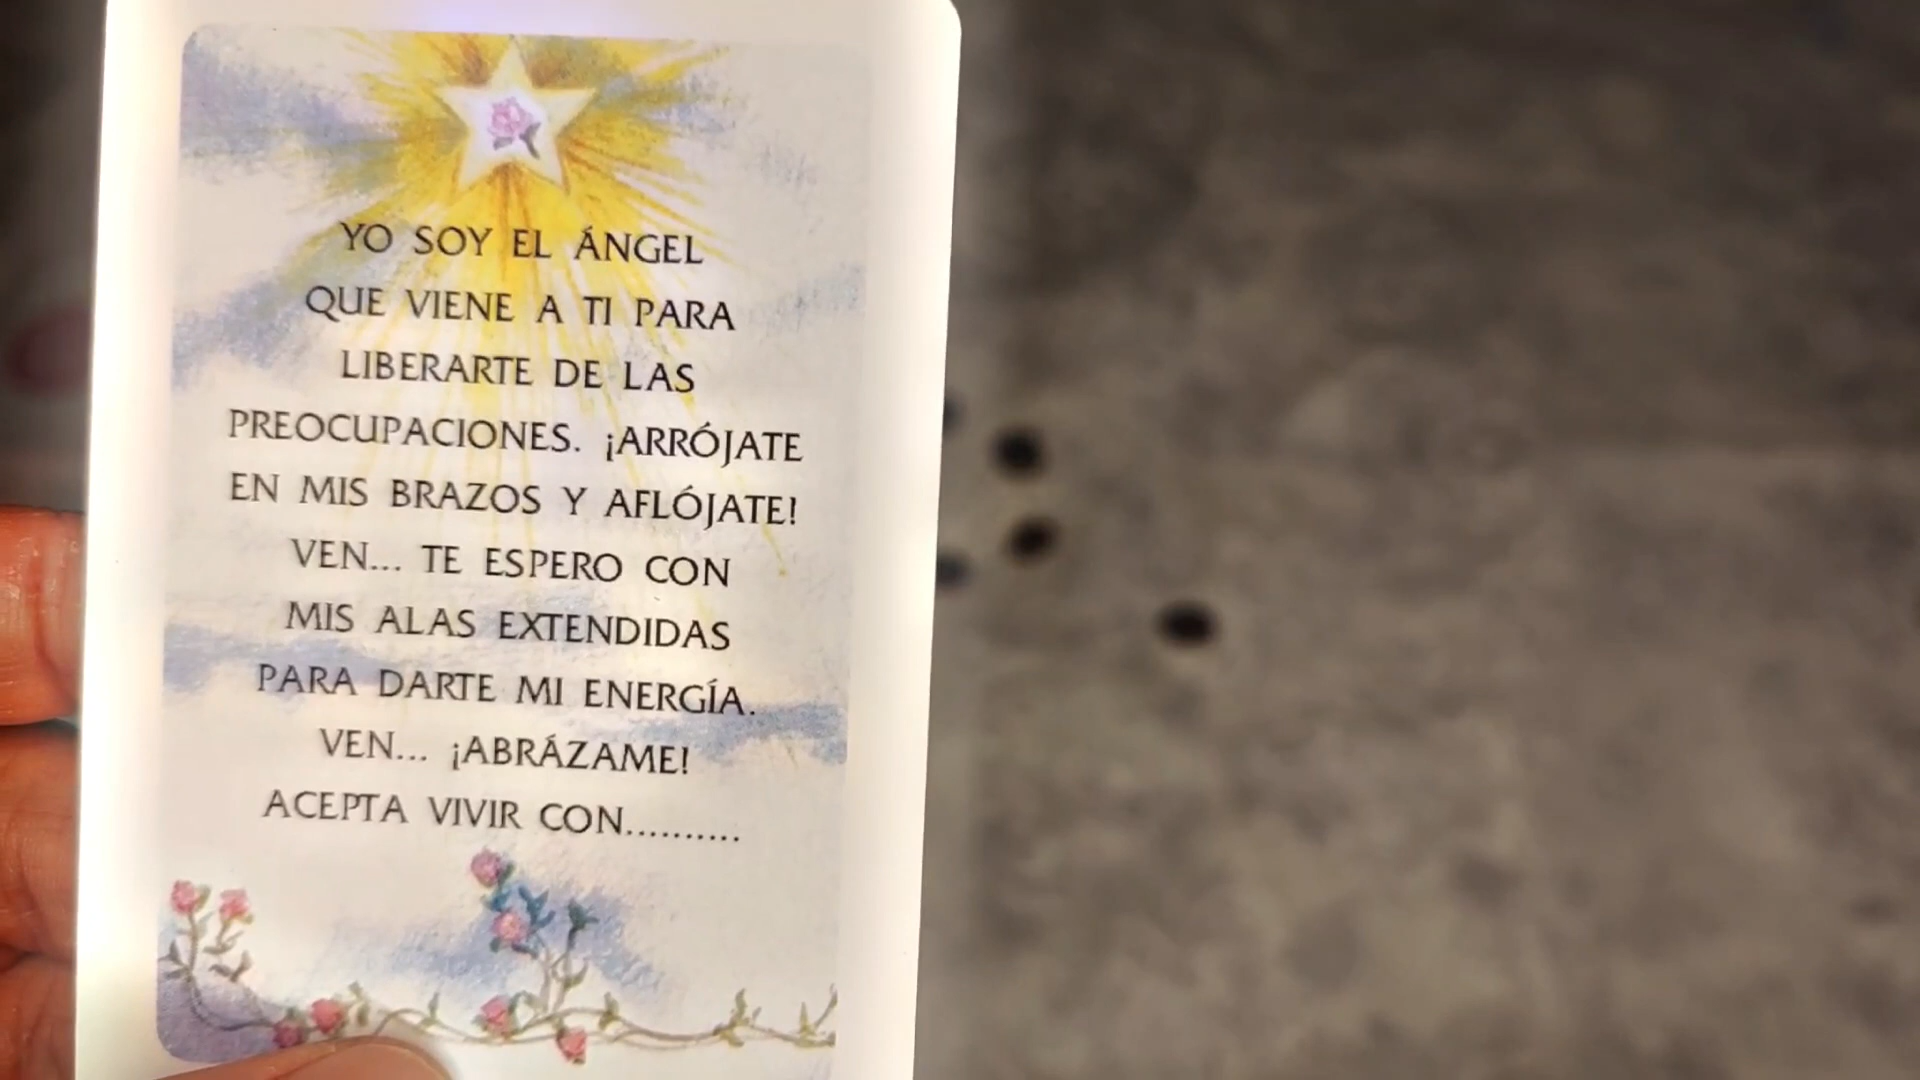 YO SOY EL ÁNGEL
QUE VIENE A TI PARA
LIBERARTE DE LAS
PREOCUPACIONES. ¡ARRÓJATE
EN MIS BRAZOS Y AFLÓJATE!
VEN... TE ESPERO CON
MIS ALAS EXTENDIDAS
PARA DARTE MI ENERGÍA.
VEN... ¡ABRÁZAME!
ACEPTA VIVIR CON..........